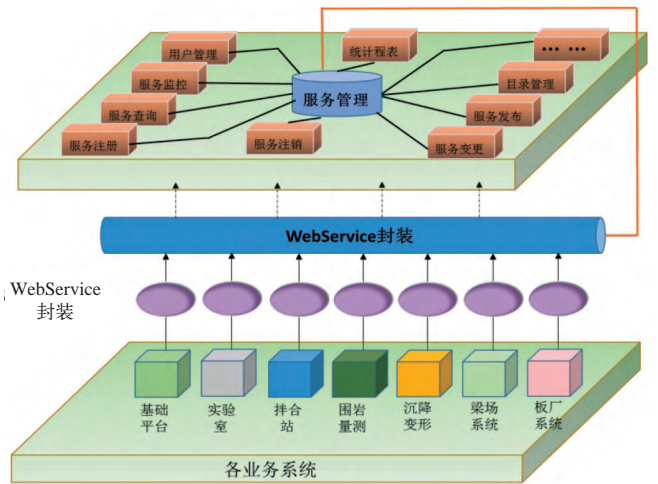 用户管理
统计程表
... ...
服务监控
目录管理
服务管理
服务查询
服务发布
服务注册
服务注销
服务变更
WebService封装
WebService
封装
基础
平台
实验
室
拌合
站
围岩
量测
沉降
变形
梁场
系统
板厂
系统
各业务系统